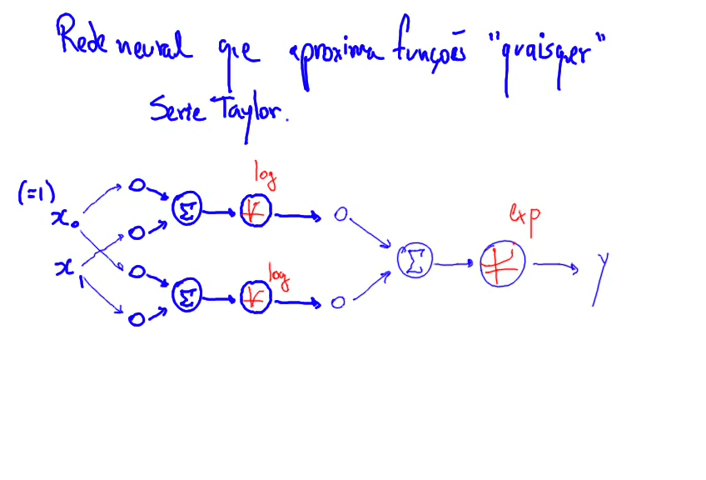 Rede neural que aproxima funções "quaisquer"
Serie Taylor.
log
(=1)
x₀
Σ
exp
x₁
Σ
y
log
Σ